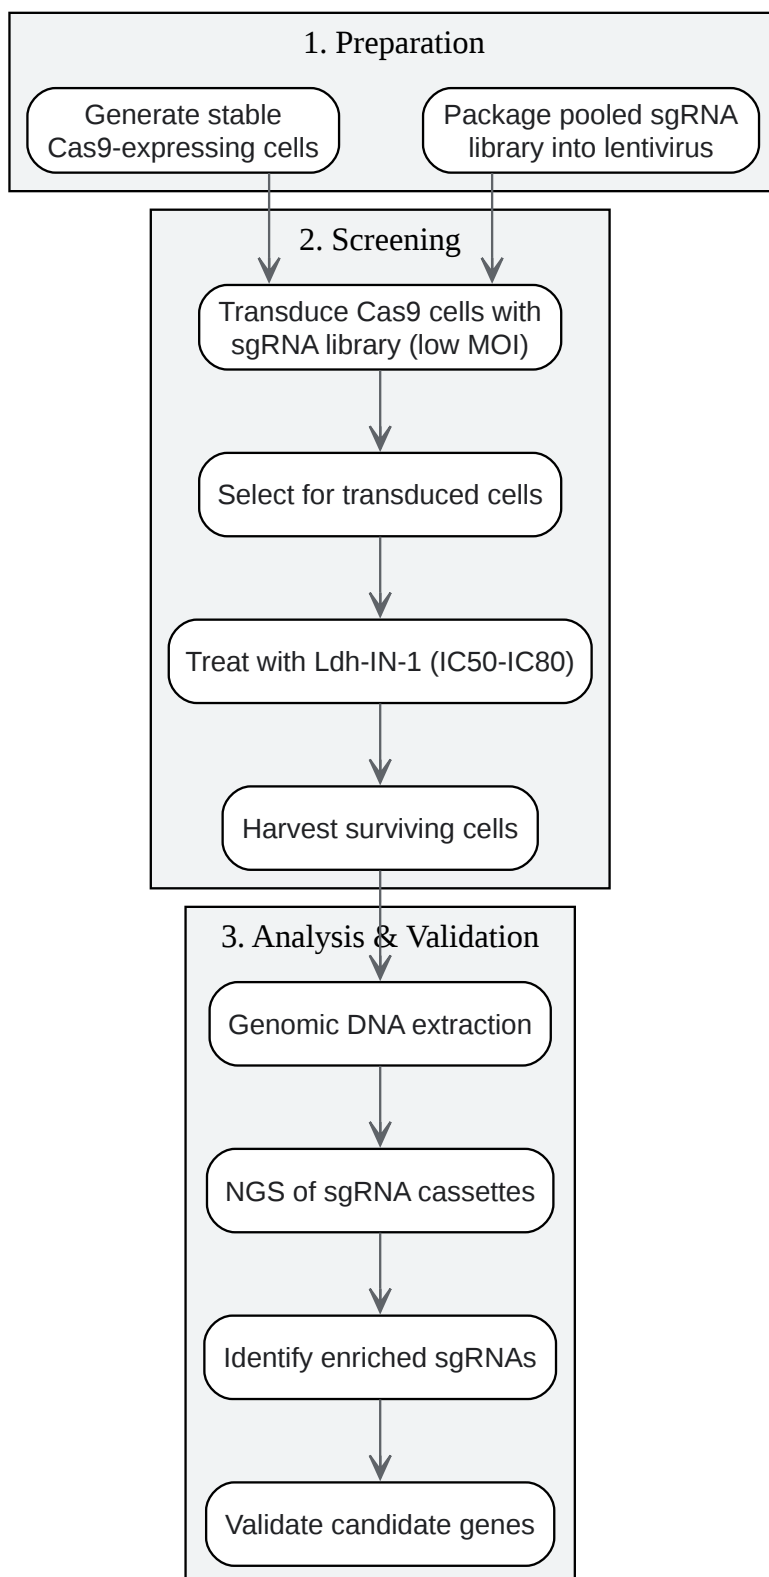 1. Preparation
Generate stable
Cas9-expressing cells
Package pooled sgRNA
library into lentivirus
2. Screening
Transduce Cas9 cells with
sgRNA library (low MOI)
Select for transduced cells
Treat with Ldh-IN-1 (IC50-IC80)
Harvest surviving cells
3. Analysis & Validation
Genomic DNA extraction
NGS of sgRNA cassettes
Identify enriched sgRNAs
Validate candidate genes